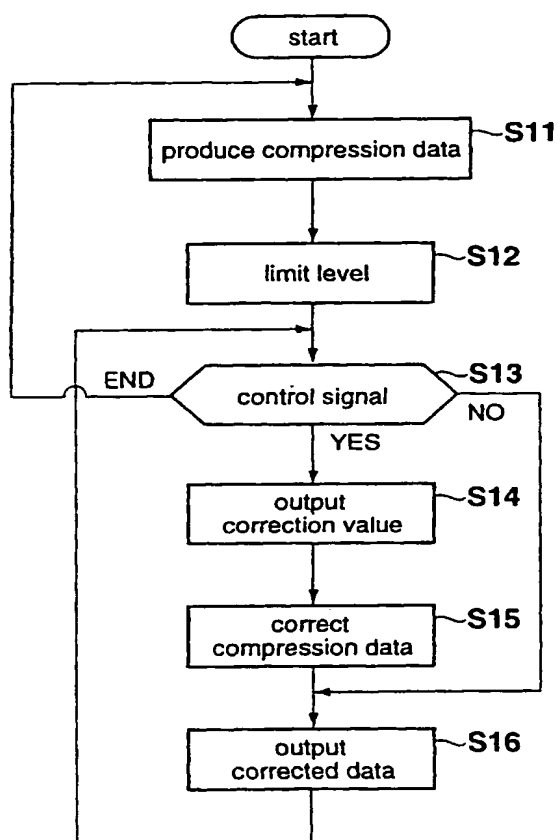 start
produce compression data
S11
limit level
S12
END
control signal
S13
NO
YES
output
correction value
S14
correct
compression data
S15
output
corrected data
S16